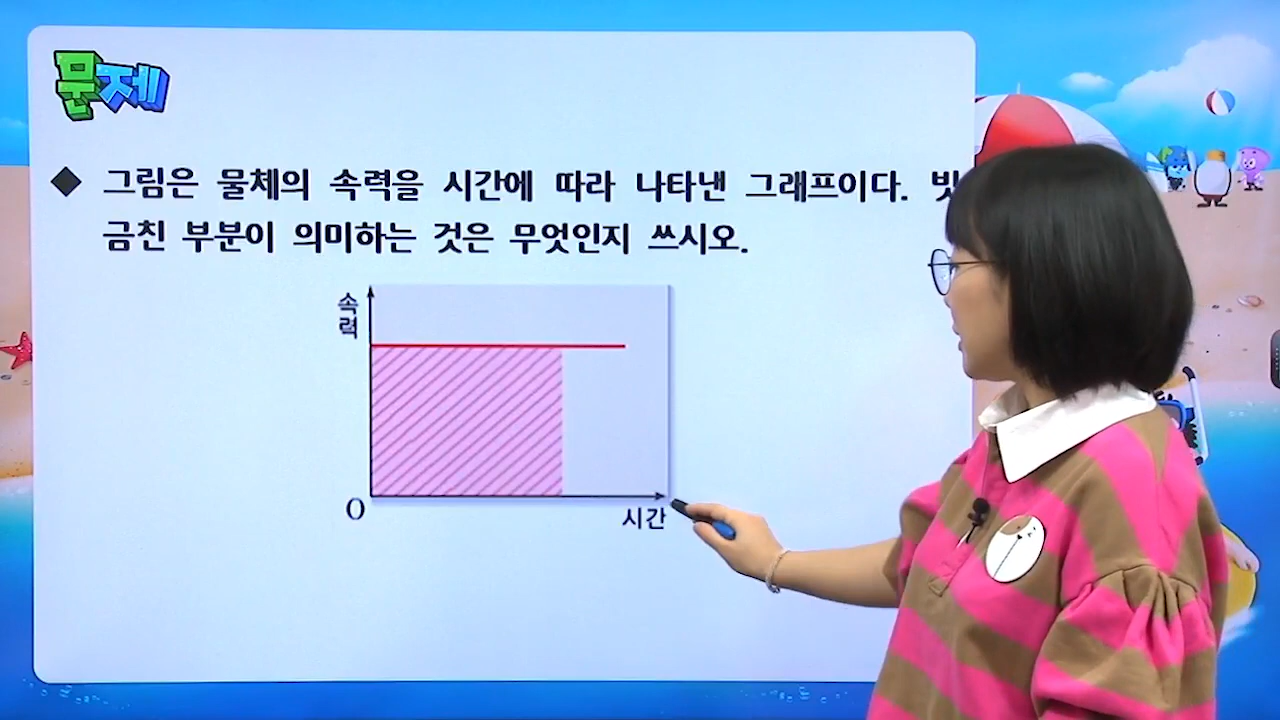 문제
◆ 그림은 물체의 속력을 시간에 따라 나타낸 그래프이다. 빗
금친 부분이 의미하는 것은 무엇인지 쓰시오.
속력
O
시간